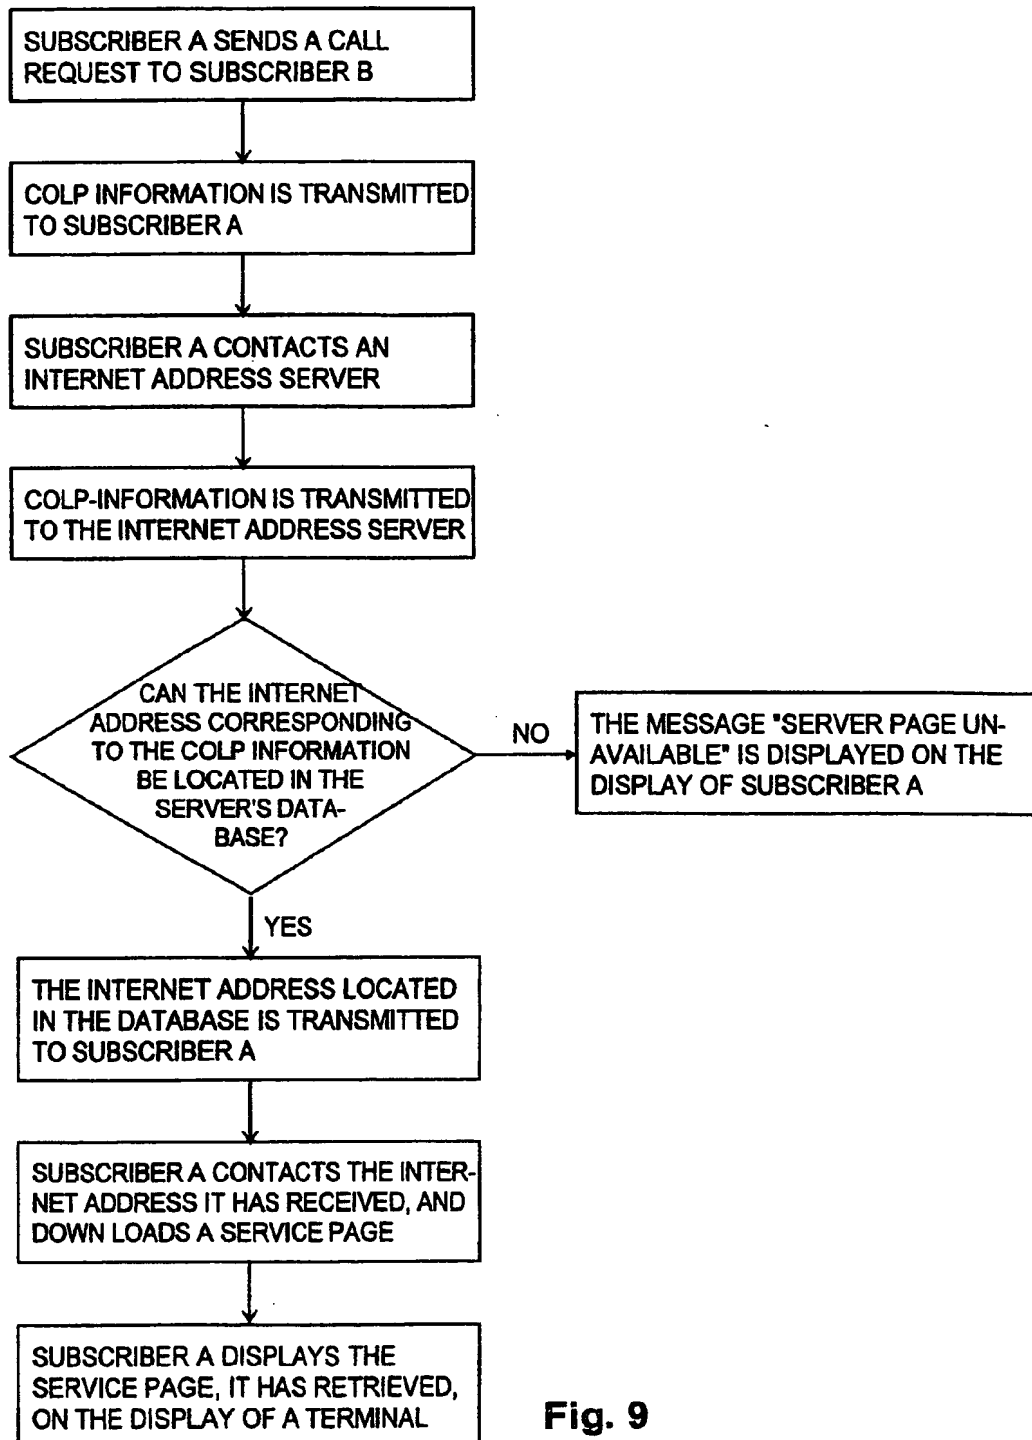 SUBSCRIBER A SENDS A CALL
REQUEST TO SUBSCRIBER B
COLP INFORMATION IS TRANSMITTED
TO SUBSCRIBER A
SUBSCRIBER A CONTACTS AN
INTERNET ADDRESS SERVER
COLP-INFORMATION IS TRANSMITTED
TO THE INTERNET ADDRESS SERVER
CAN THE INTERNET
ADDRESS CORRESPONDING
TO THE COLP INFORMATION
BE LOCATED IN THE
SERVER'S DATA-
BASE?
NO
THE MESSAGE "SERVER PAGE UN-
AVAILABLE" IS DISPLAYED ON THE
DISPLAY OF SUBSCRIBER A
YES
THE INTERNET ADDRESS LOCATED
IN THE DATABASE IS TRANSMITTED
TO SUBSCRIBER A
SUBSCRIBER A CONTACTS THE INTER-
NET ADDRESS IT HAS RECEIVED, AND
DOWN LOADS A SERVICE PAGE
SUBSCRIBER A DISPLAYS THE
SERVICE PAGE, IT HAS RETRIEVED,
ON THE DISPLAY OF A TERMINAL
Fig. 9